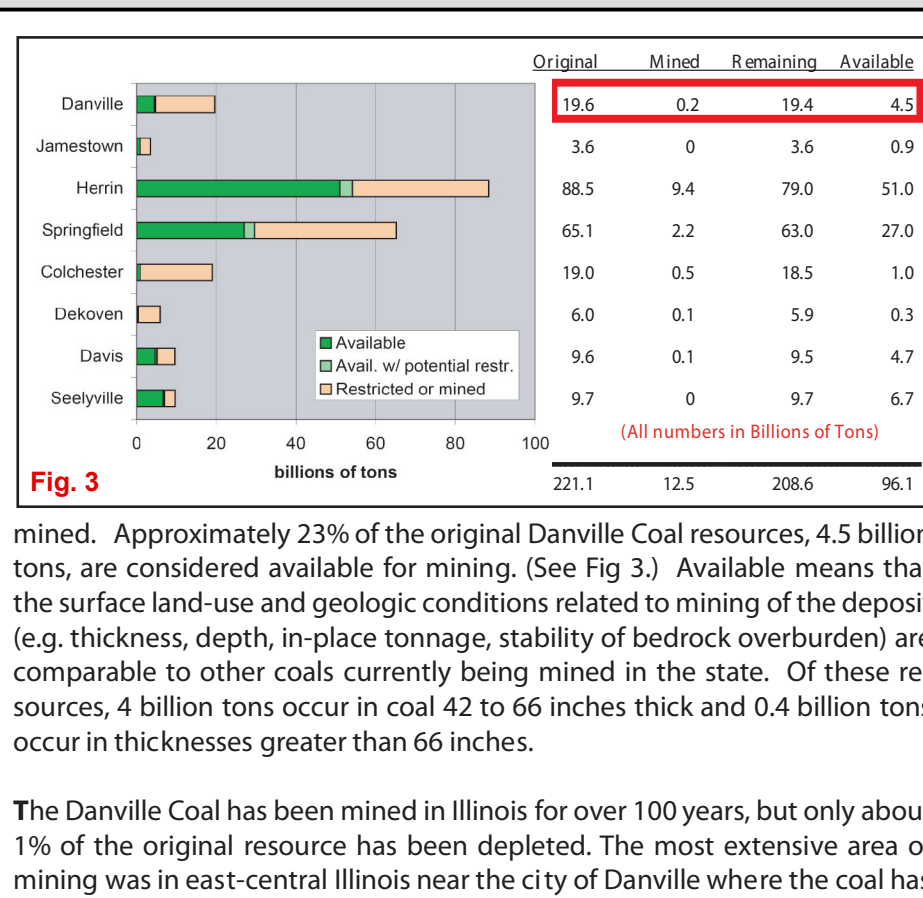 Original Mined Remaining Available
Danville 19.6 0.2 19.4 4.5
Jamestown 3.6 0 3.6 0.9
Herrin 88.5 9.4 79.0 51.0
Springfield 65.1 2.2 63.0 27.0
Colchester 19.0 0.5 18.5 1.0
Dekoven 6.0 0.1 5.9 0.3
Available
Avail. w/ potential restr.
Restricted or mined
Davis 9.6 0.1 9.5 4.7
Seelyville 9.7 0 9.7 6.7
0 20 40 60 80 100
(All numbers in Billions of Tons)
billions of tons
Fig. 3
221.1 12.5 208.6 96.1
mined. Approximately 23% of the original Danville Coal resources, 4.5 billion
tons, are considered available for mining. (See Fig 3.) Available means tha
the surface land-use and geologic conditions related to mining of the deposi
(e.g. thickness, depth, in-place tonnage, stability of bedrock overburden) are
comparable to other coals currently being mined in the state. Of these re
sources, 4 billion tons occur in coal 42 to 66 inches thick and 0.4 billion tons
occur in thicknesses greater than 66 inches.
The Danville Coal has been mined in Illinois for over 100 years, but only abou
1% of the original resource has been depleted. The most extensive area o
mining was in east-central Illinois near the city of Danville where the coal has